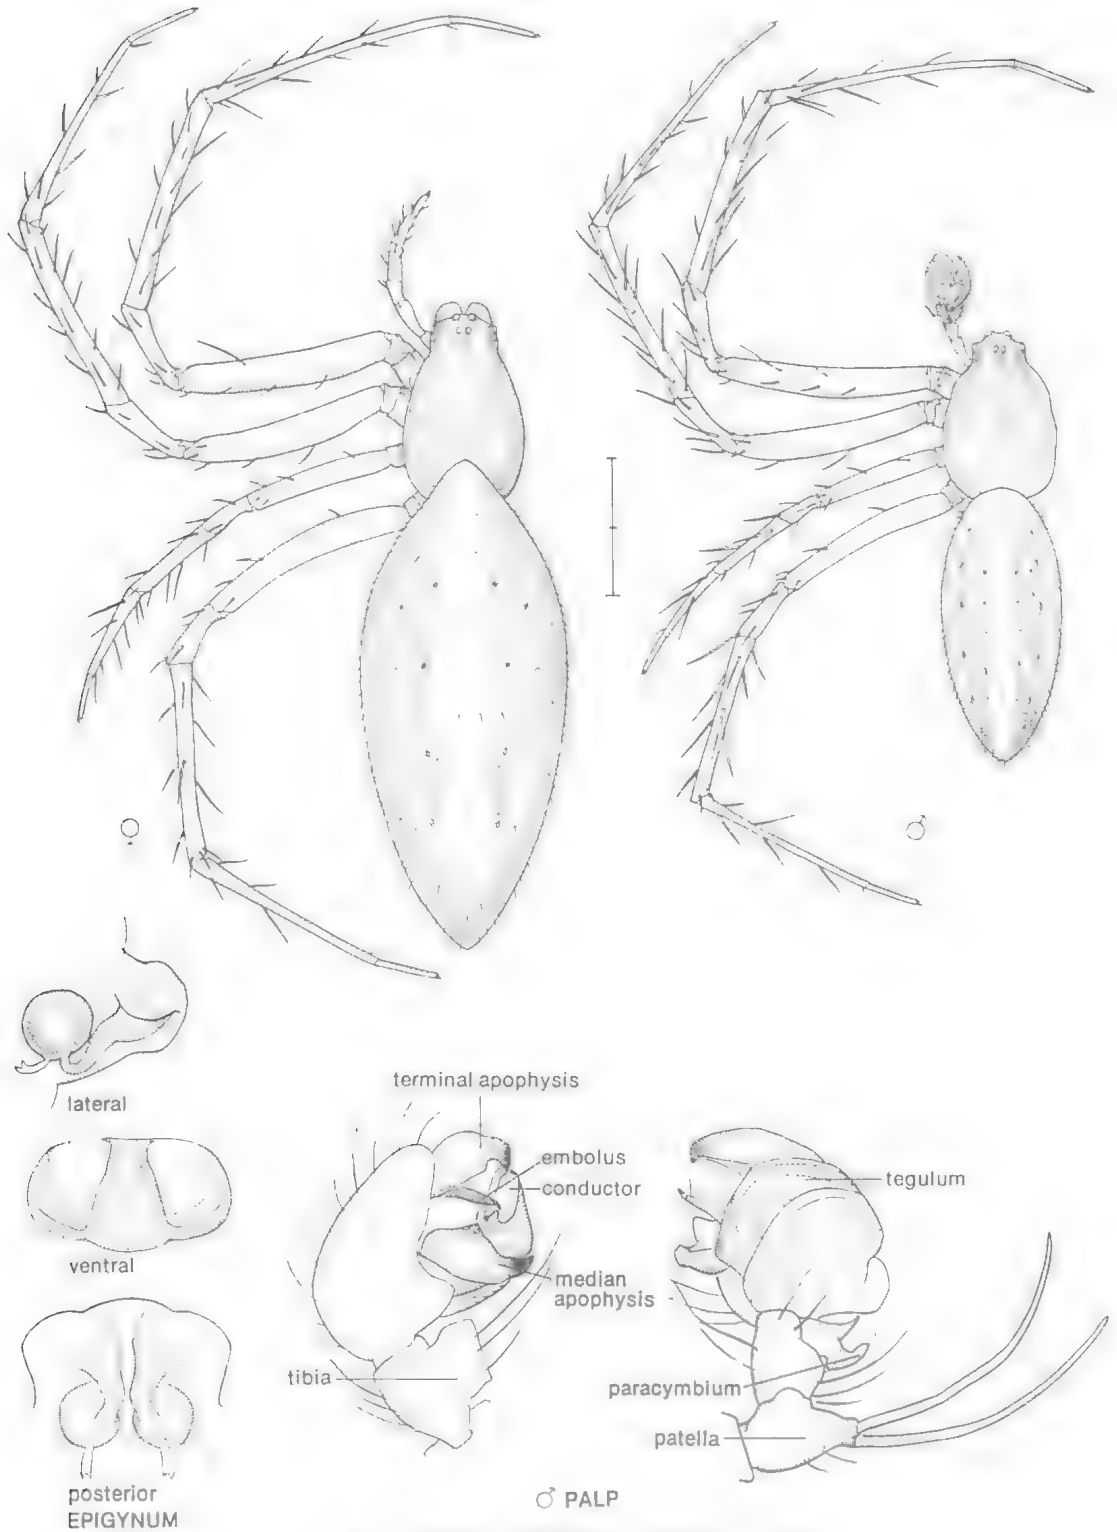 ♀
♂
lateral
ventral
posterior
EPIGYNUM
terminal apophysis
embolus
conductor
median
apophysis
tibia
tegulum
paracymbium
patella
♂ PALP